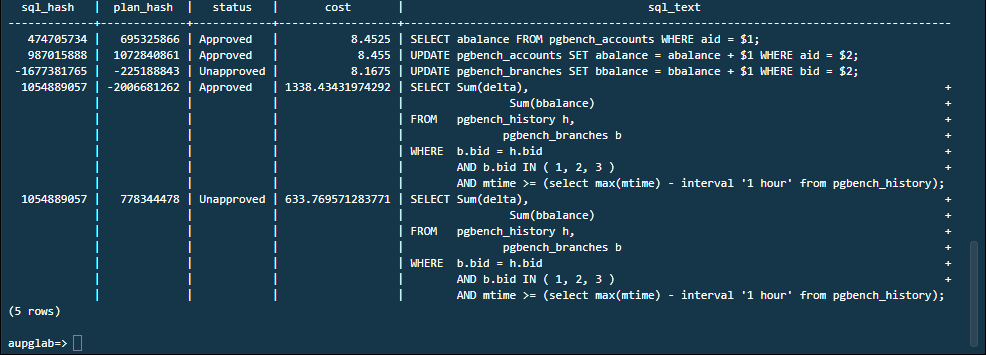 sql_hash | plan_hash | status | cost | sql_text
-------------+-------------+------------+------------------+----------------------------------------------------------------------------------
474705734 | 695325866 | Approved | 8.4525 | SELECT abalance FROM pgbench_accounts WHERE aid = $1;
987015888 | 1072840861 | Approved | 8.455 | UPDATE pgbench_accounts SET abalance = abalance + $1 WHERE aid = $2;
-1677381765 | -225188843 | Unapproved | 8.1675 | UPDATE pgbench_branches SET bbalance = bbalance + $1 WHERE bid = $2;
1054889057 | -2006681262 | Approved | 1338.43431974292 | SELECT Sum(delta), +
| | | | Sum(bbalance) +
| | | | FROM pgbench_history h, +
| | | | pgbench_branches b +
| | | | WHERE b.bid = h.bid +
| | | | AND b.bid IN ( 1, 2, 3 ) +
| | | | AND mtime >= (select max(mtime) - interval '1 hour' from pgbench_history);
1054889057 | 778344478 | Unapproved | 633.769571283771 | SELECT Sum(delta), +
| | | | Sum(bbalance) +
| | | | FROM pgbench_history h, +
| | | | pgbench_branches b +
| | | | WHERE b.bid = h.bid +
| | | | AND b.bid IN ( 1, 2, 3 ) +
| | | | AND mtime >= (select max(mtime) - interval '1 hour' from pgbench_history);
(5 rows)
aupglab=>